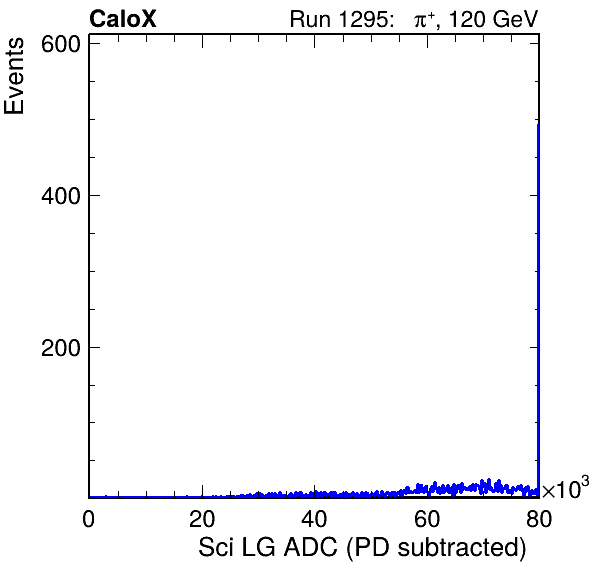 CaloX Run 1295: π⁺, 120 GeV
Events
600
400
200
0 20 40 60 80
×10³
Sci LG ADC (PD subtracted)